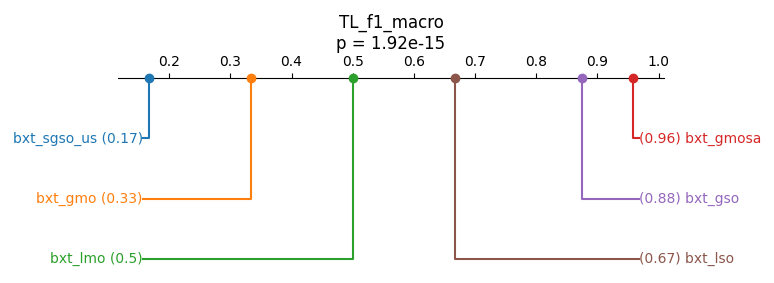 TL_f1_macro
p = 1.92e-15
0.2 0.3 0.4 0.5 0.6 0.7 0.8 0.9 1.0
bxt_sgso_us (0.17)
(0.96) bxt_gmosa
bxt_gmo (0.33)
(0.88) bxt_gso
bxt_lmo (0.5)
(0.67) bxt_lso